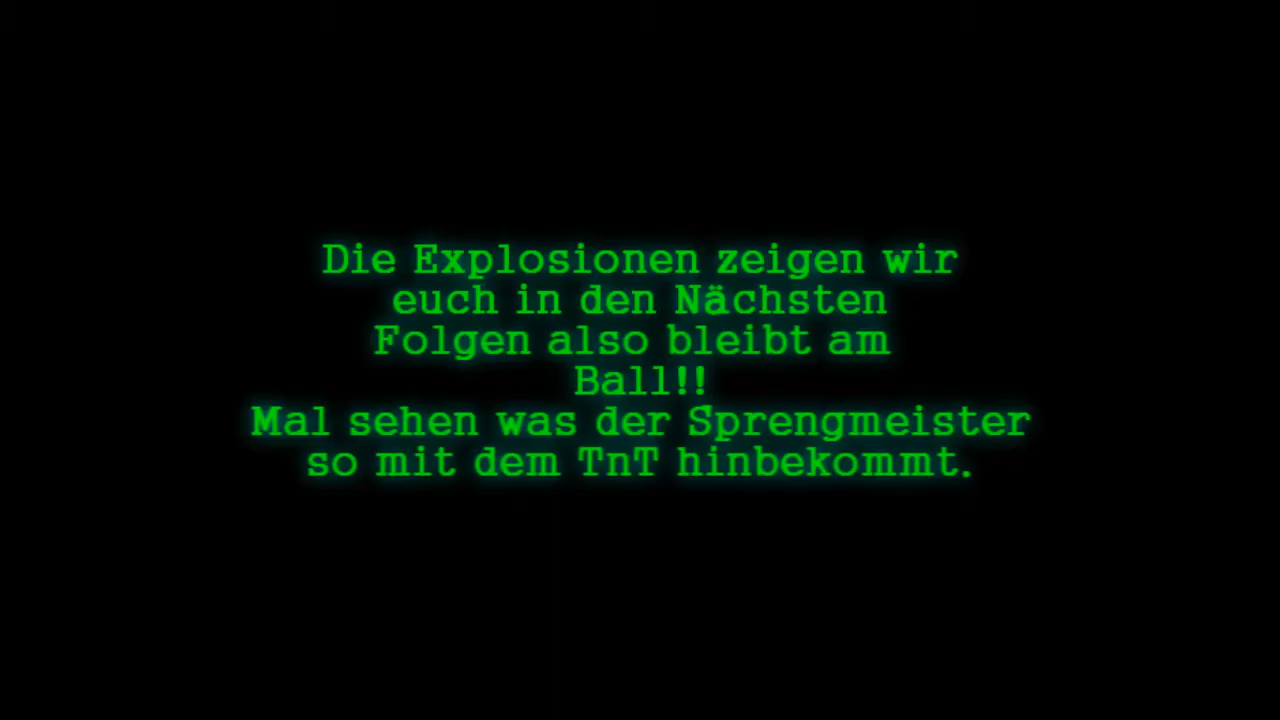 Die Explosionen zeigen wir
euch in den Nächsten
Folgen also bleibt am
Ball!!
Mal sehen was der Sprengmeister
so mit dem TnT hinbekommt.